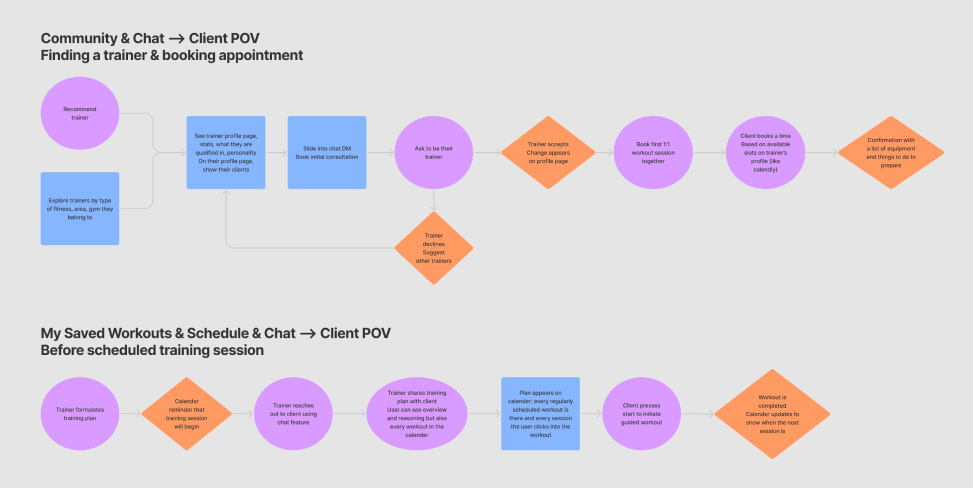 Community & Chat —> Client POV
Finding a trainer & booking appointment
Recommend
trainer
Explore trainers by type
of fitness, area, gym they
belong to
See trainer profile page,
stats, what they are
qualified in, personality
On their profile page,
show their clients
Slide into chat DM
Book initial consultation
Ask to be their
trainer
Trainer
declines
Suggest
other trainers
Trainer accepts
Change appears
on profile page
Book first 1:1
workout session
together
Client books a time
Based on available
slots on trainer's
profile (like
calendly)
Confirmation with
a list of equipment
and things to do to
prepare
My Saved Workouts & Schedule & Chat —> Client POV
Before scheduled training session
Trainer formulates
training plan
Calendar
reminder that
training session
will begin
Trainer reaches
out to client using
chat feature
Trainer shares training
plan with client
User can see overview
and reasoning but also
every workout in the
calender
Plan appears on
calender; every regularly
scheduled workout is
there and every session
the user clicks into the
workout
Client presses
start to initiate
guided workout
Workout is
completed
Calender updates to
show when the next
session is